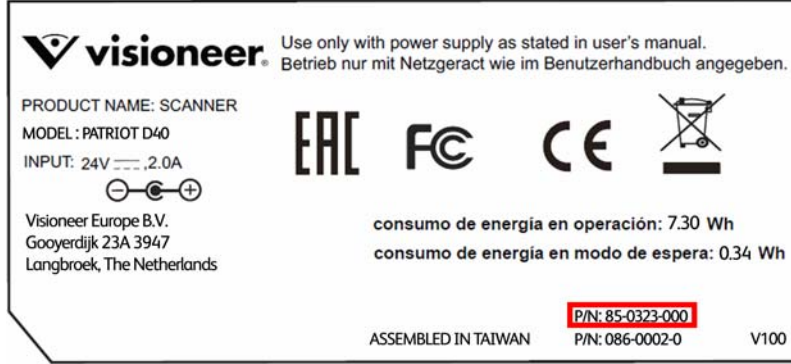 visioneer®
Use only with power supply as stated in user's manual.
Betrieb nur mit Netzgeract wie im Benutzerhandbuch angegeben.
PRODUCT NAME: SCANNER
MODEL : PATRIOT D40
INPUT: 24V ⎓ ,2.0A
EAC FC CE
Visioneer Europe B.V.
Gooyerdijk 23A 3947
Langbroek, The Netherlands
consumo de energía en operación: 7.30 Wh
consumo de energía en modo de espera: 0.34 Wh
P/N: 85-0323-000
ASSEMBLED IN TAIWAN P/N: 086-0002-0 V100